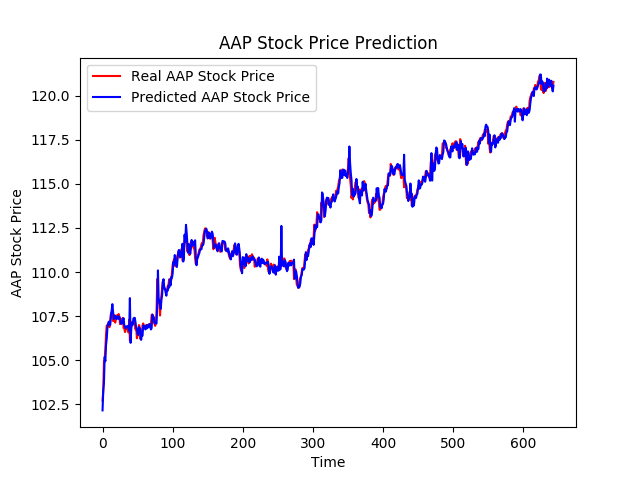 AAP Stock Price Prediction
Real AAP Stock Price
Predicted AAP Stock Price
120.0
117.5
115.0
112.5
110.0
107.5
105.0
102.5
AAP Stock Price
0 100 200 300 400 500 600
Time